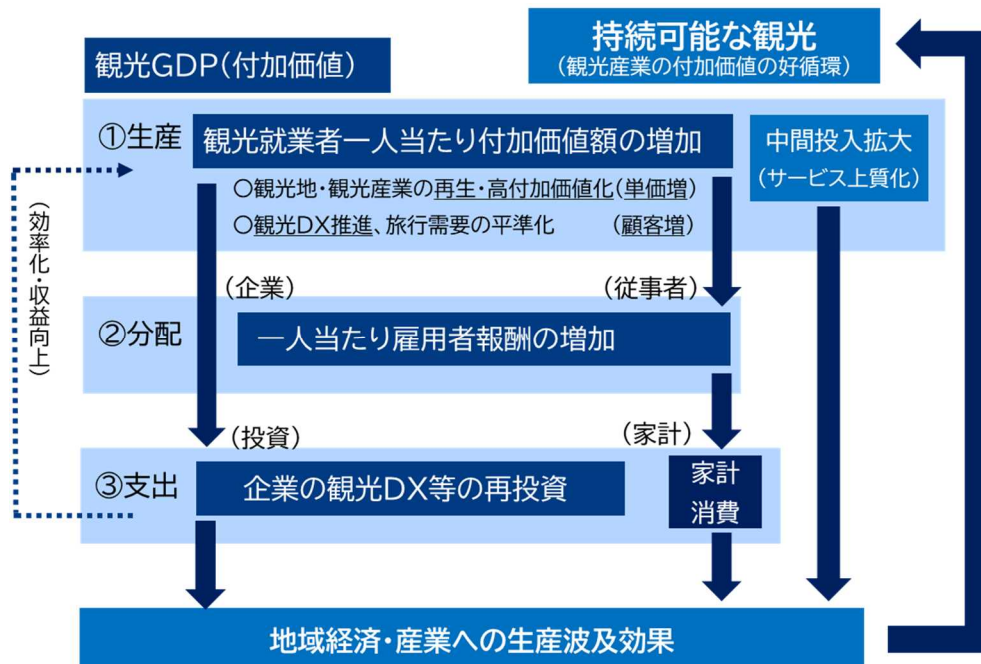 持続可能な観光
(観光産業の付加価値の好循環)
観光GDP(付加価値)
①生産
観光就業者一人当たり付加価値額の増加
中間投入拡大
(サービス上質化)
○観光地・観光産業の再生・高付加価値化(単価増)
○観光DX推進、旅行需要の平準化 (顧客増)
(効率化・収益向上)
(企業)
(従事者)
②分配
一人当たり雇用者報酬の増加
(投資)
(家計)
③支出
企業の観光DX等の再投資
家計
消費
地域経済・産業への生産波及効果